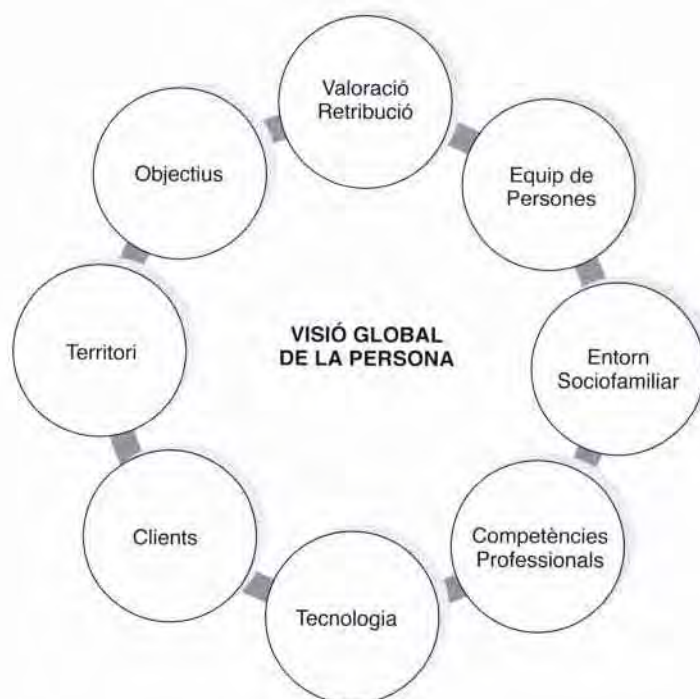 Valoració
Retribució
Equip de
Persones
Entorn
Sociofamiliar
Competències
Professionals
Tecnologia
Clients
Territori
Objectius
VISIÓ GLOBAL
DE LA PERSONA